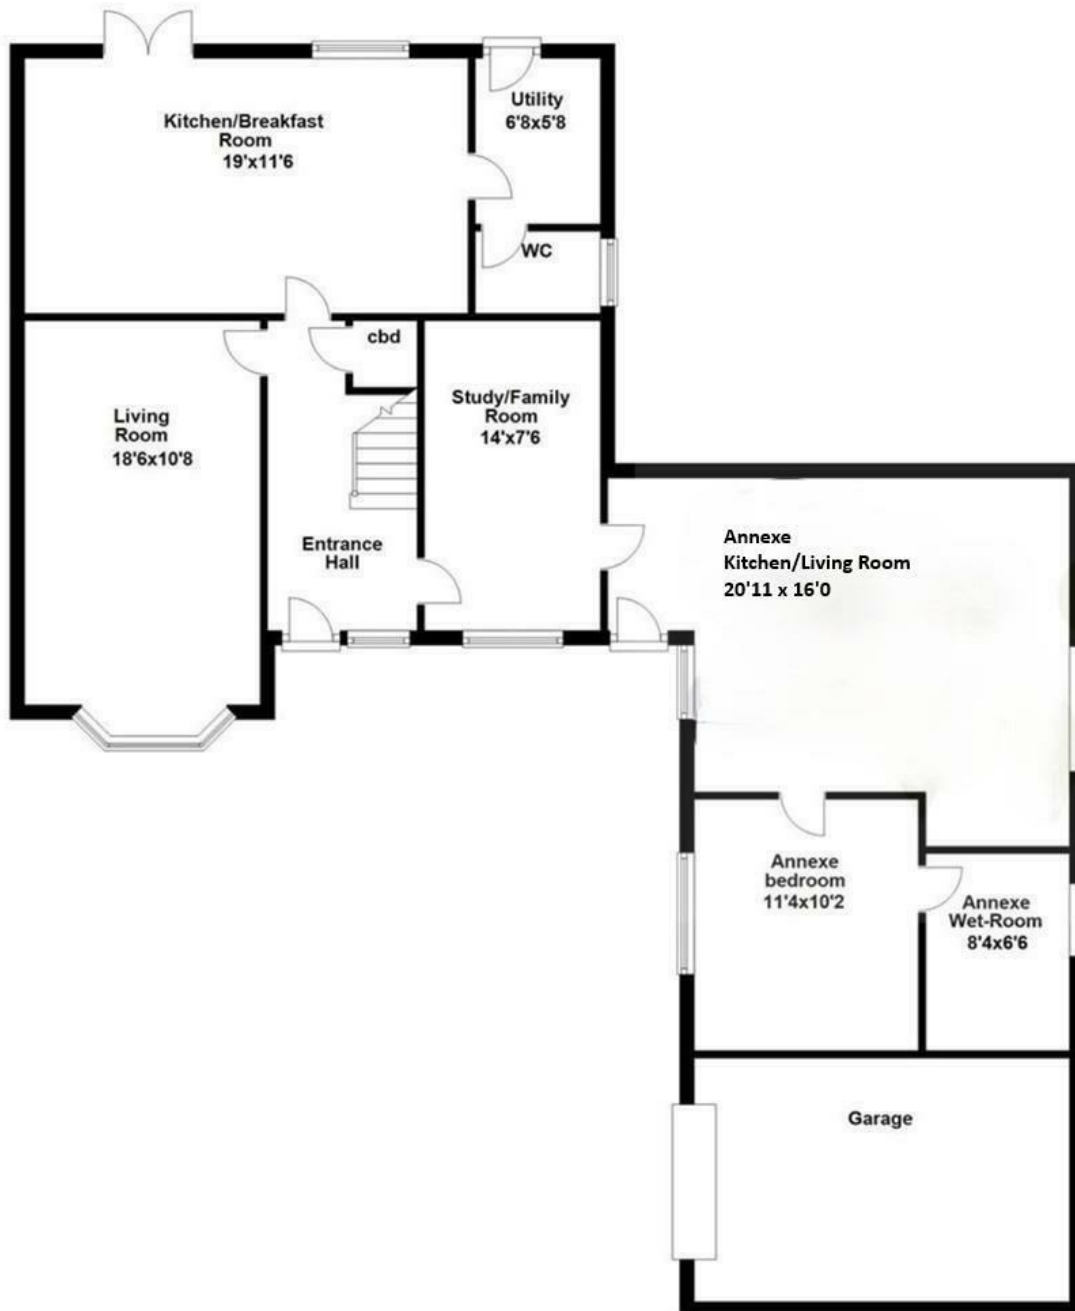 Kitchen/Breakfast
Room
19'x11'6
Utility
6'8x5'8
WC
cbd
Living
Room
18'6x10'8
Study/Family
Room
14'x7'6
Entrance
Hall
Annexe
Kitchen/Living Room
20'11 x 16'0
Annexe
bedroom
11'4x10'2
Annexe
Wet-Room
8'4x6'6
Garage